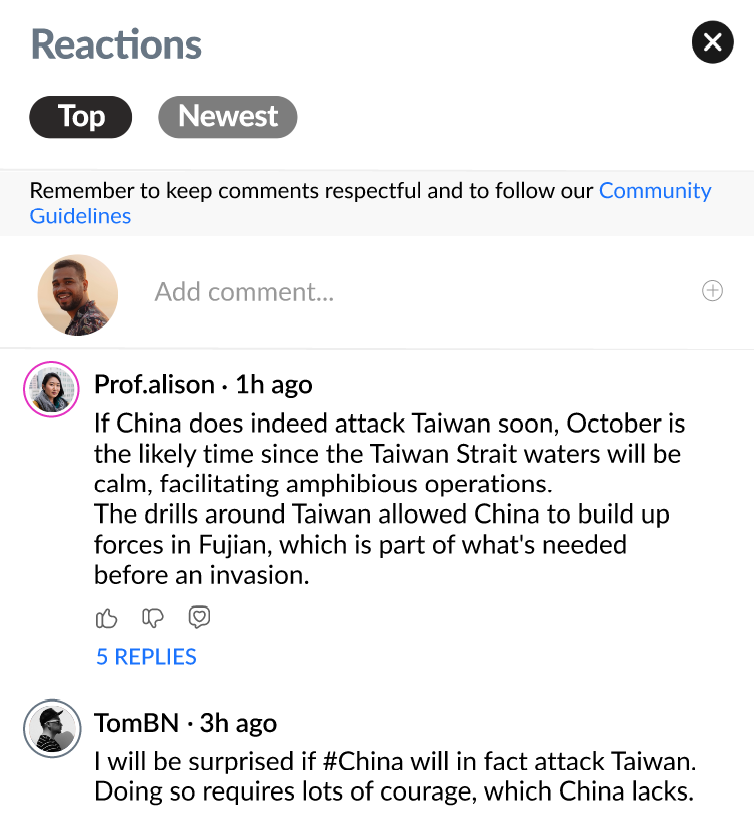 Reactions
Top
Newest
Remember to keep comments respectful and to follow our Community
Guidelines
Add comment...
Prof.alison · 1h ago
If China does indeed attack Taiwan soon, October is
the likely time since the Taiwan Strait waters will be
calm, facilitating amphibious operations.
The drills around Taiwan allowed China to build up
forces in Fujian, which is part of what's needed
before an invasion.
5 REPLIES
TomBN · 3h ago
I will be surprised if #China will in fact attack Taiwan.
Doing so requires lots of courage, which China lacks.